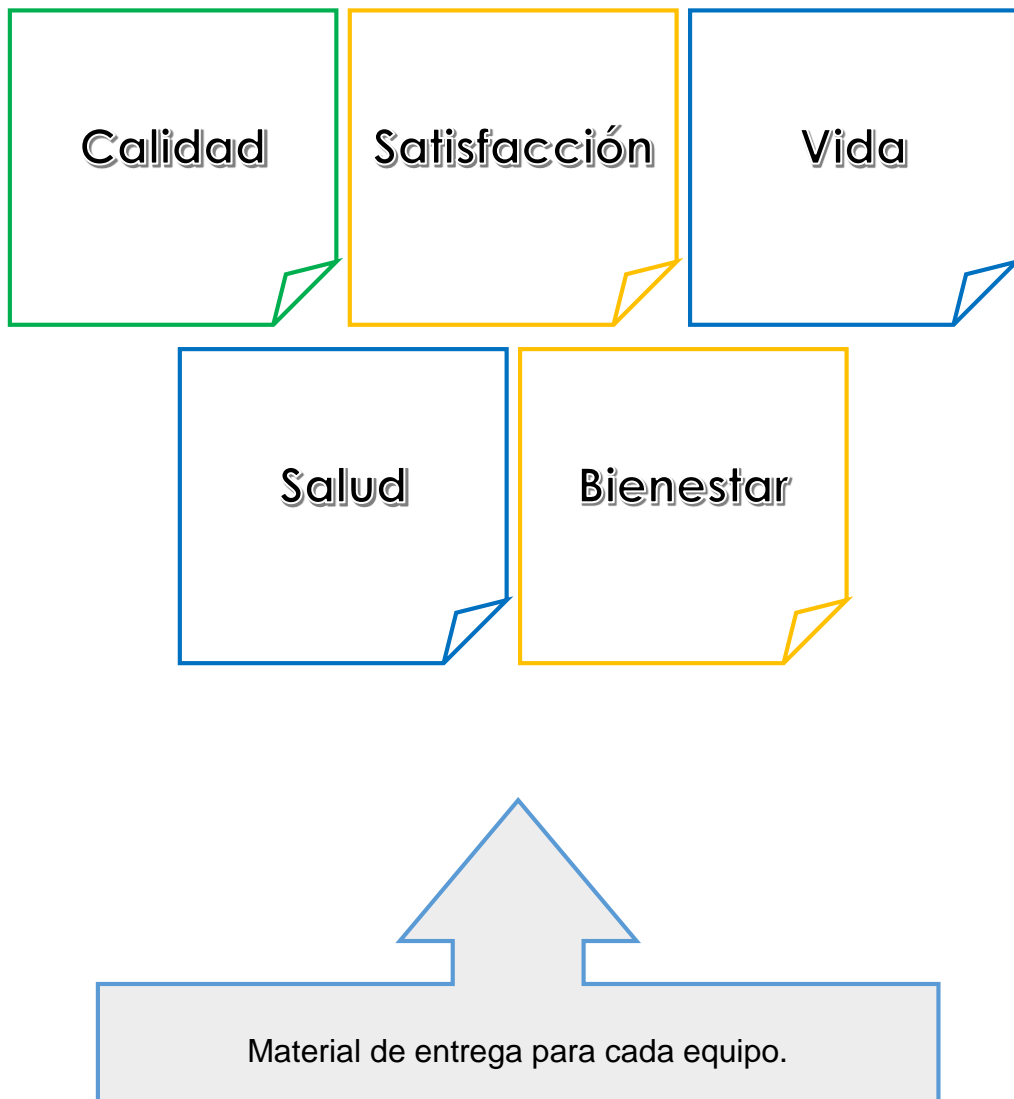 Calidad
Satisfacción
Vida
Salud
Bienestar
Material de entrega para cada equipo.